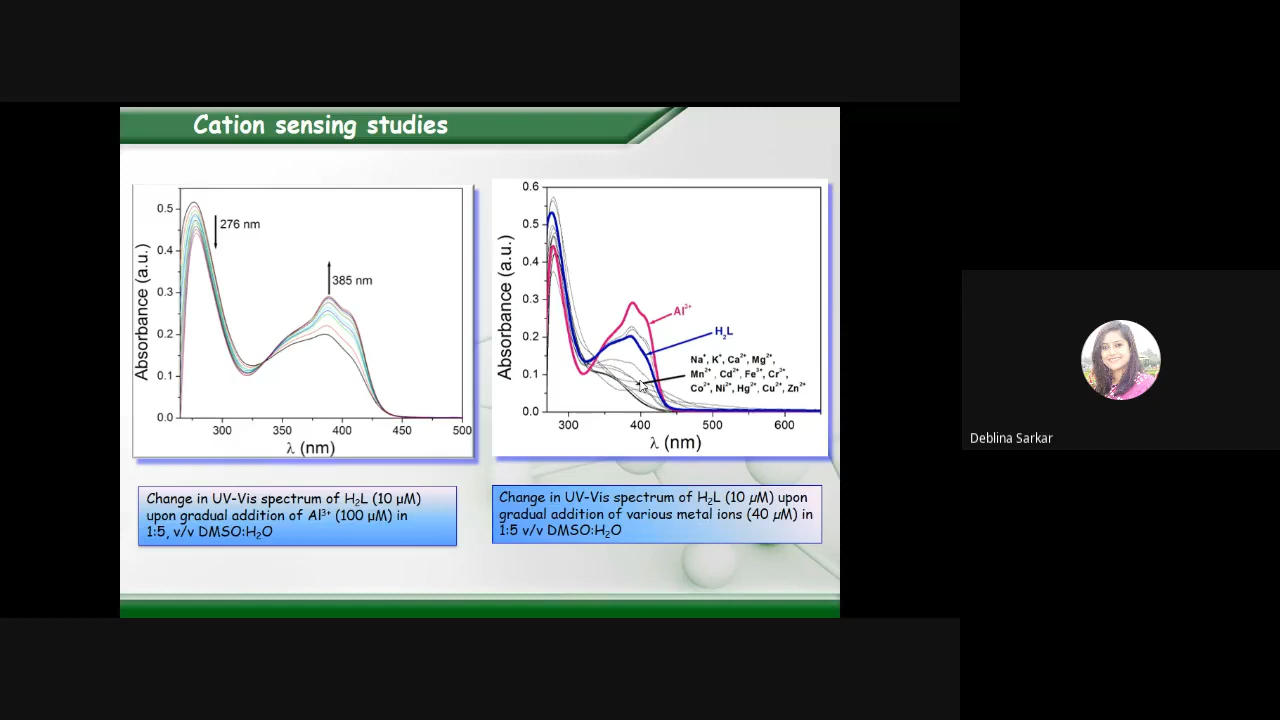 Cation sensing studies
0.5
0.4
0.3
0.2
0.1
0.0
Absorbance (a.u.)
276 nm
385 nm
300 350 400 450 500
λ (nm)
0.6
0.5
0.4
0.3
0.2
0.1
0.0
Absorbance (a.u.)
Al³⁺
H₂L
Na⁺, K⁺, Ca²⁺, Mg²⁺,
Mn²⁺, Cd²⁺, Fe³⁺, Cr³⁺,
Co²⁺, Ni²⁺, Hg²⁺, Cu²⁺, Zn²⁺
300 400 500 600
λ (nm)
Change in UV-Vis spectrum of H₂L (10 μM)
upon gradual addition of Al³⁺ (100 μM) in
1:5, v/v DMSO:H₂O
Change in UV-Vis spectrum of H₂L (10 μM) upon
gradual addition of various metal ions (40 μM) in
1:5 v/v DMSO:H₂O
Deblina Sarkar